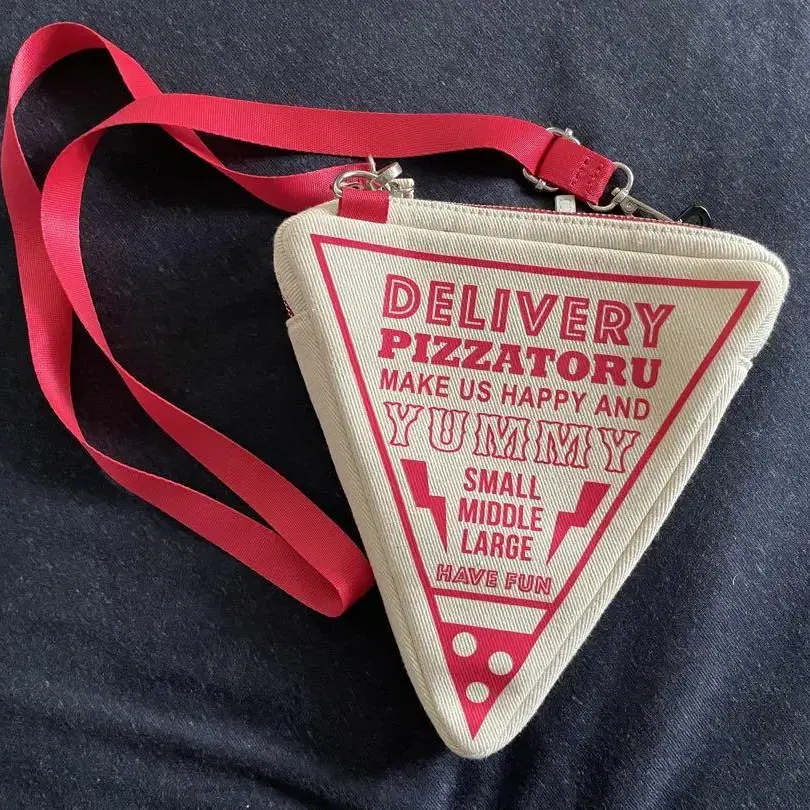 DELIVERY
PIZZATORU
MAKE US HAPPY AND
YUMMY
SMALL
MIDDLE
LARGE
HAVE FUN